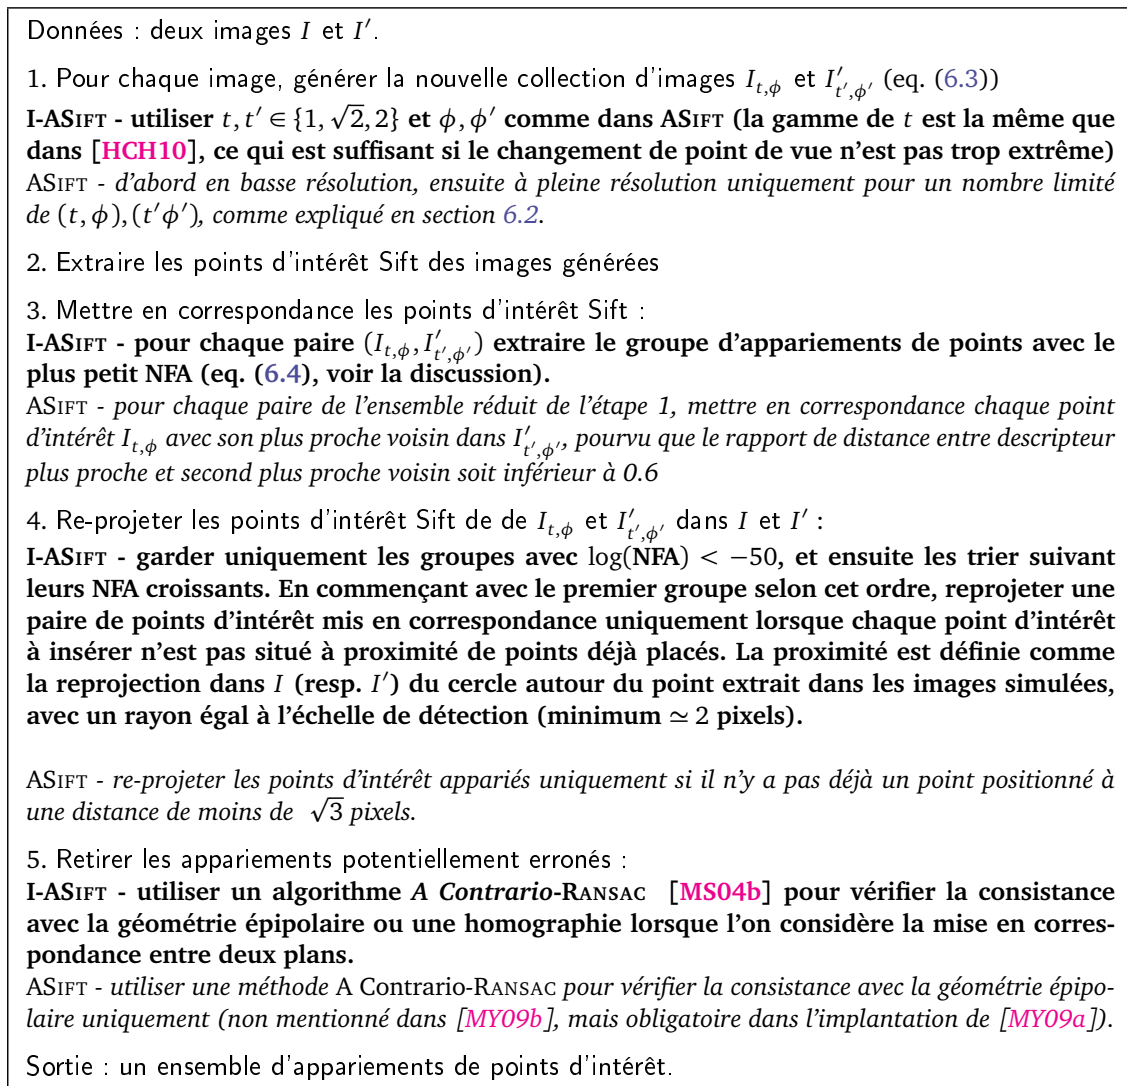 Données : deux images I et I′.
1. Pour chaque image, générer la nouvelle collection d'images I_{t,ϕ} et I′_{t′,ϕ′} (eq. (6.3))
I-ASIFT - utiliser t, t′ ∈ {1, √2, 2} et ϕ, ϕ′ comme dans ASIFT (la gamme de t est la même que
dans [HCH10], ce qui est suffisant si le changement de point de vue n'est pas trop extrême)
ASIFT - d'abord en basse résolution, ensuite à pleine résolution uniquement pour un nombre limité
de (t, ϕ), (t′ϕ′), comme expliqué en section 6.2.
2. Extraire les points d'intérêt Sift des images générées
3. Mettre en correspondance les points d'intérêt Sift :
I-ASIFT - pour chaque paire (I_{t,ϕ}, I′_{t′,ϕ′}) extraire le groupe d'appariements de points avec le
plus petit NFA (eq. (6.4), voir la discussion).
ASIFT - pour chaque paire de l'ensemble réduit de l'étape 1, mettre en correspondance chaque point
d'intérêt I_{t,ϕ} avec son plus proche voisin dans I′_{t′,ϕ′}, pourvu que le rapport de distance entre descripteur
plus proche et second plus proche voisin soit inférieur à 0.6
4. Re-projeter les points d'intérêt Sift de de I_{t,ϕ} et I′_{t′,ϕ′} dans I et I′ :
I-ASIFT - garder uniquement les groupes avec log(NFA) < −50, et ensuite les trier suivant
leurs NFA croissants. En commençant avec le premier groupe selon cet ordre, reprojeter une
paire de points d'intérêt mis en correspondance uniquement lorsque chaque point d'intérêt
à insérer n'est pas situé à proximité de points déjà placés. La proximité est définie comme
la reprojection dans I (resp. I′) du cercle autour du point extrait dans les images simulées,
avec un rayon égal à l'échelle de détection (minimum ≃ 2 pixels).
ASIFT - re-projeter les points d'intérêt appariés uniquement si il n'y a pas déjà un point positionné à
une distance de moins de √3 pixels.
5. Retirer les appariements potentiellement erronés :
I-ASIFT - utiliser un algorithme A Contrario-RANSAC [MS04b] pour vérifier la consistance
avec la géométrie épipolaire ou une homographie lorsque l'on considère la mise en corres-
pondance entre deux plans.
ASIFT - utiliser une méthode A Contrario-RANSAC pour vérifier la consistance avec la géométrie épipo-
laire uniquement (non mentionné dans [MY09b], mais obligatoire dans l'implantation de [MY09a]).
Sortie : un ensemble d'appariements de points d'intérêt.